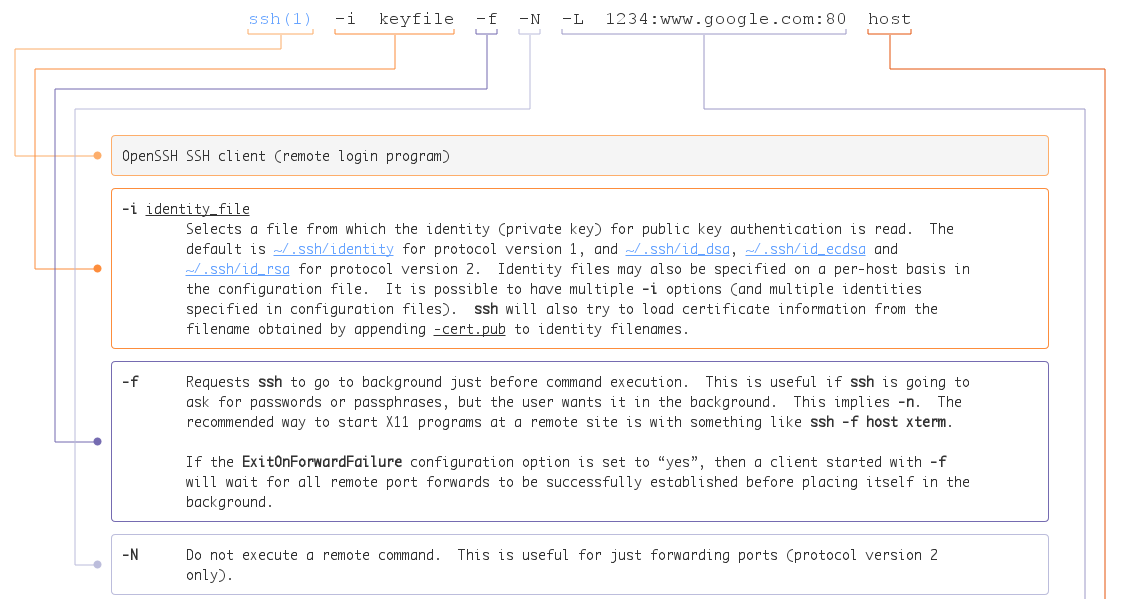 ssh(1) -i keyfile -f -N -L 1234:www.google.com:80 host
OpenSSH SSH client (remote login program)
-i identity_file
Selects a file from which the identity (private key) for public key authentication is read. The
default is ~/.ssh/identity for protocol version 1, and ~/.ssh/id_dsa, ~/.ssh/id_ecdsa and
~/.ssh/id_rsa for protocol version 2. Identity files may also be specified on a per-host basis in
the configuration file. It is possible to have multiple -i options (and multiple identities
specified in configuration files). ssh will also try to load certificate information from the
filename obtained by appending -cert.pub to identity filenames.
-f Requests ssh to go to background just before command execution. This is useful if ssh is going to
ask for passwords or passphrases, but the user wants it in the background. This implies -n. The
recommended way to start X11 programs at a remote site is with something like ssh -f host xterm.
If the ExitOnForwardFailure configuration option is set to “yes”, then a client started with -f
will wait for all remote port forwards to be successfully established before placing itself in the
background.
-N Do not execute a remote command. This is useful for just forwarding ports (protocol version 2
only).